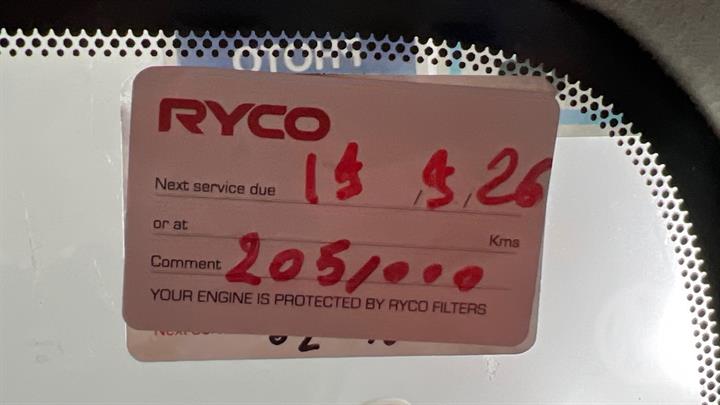 RYCO
Next service due 15 / 5 / 26
or at Kms
Comment 205,000
YOUR ENGINE IS PROTECTED BY RYCO FILTERS